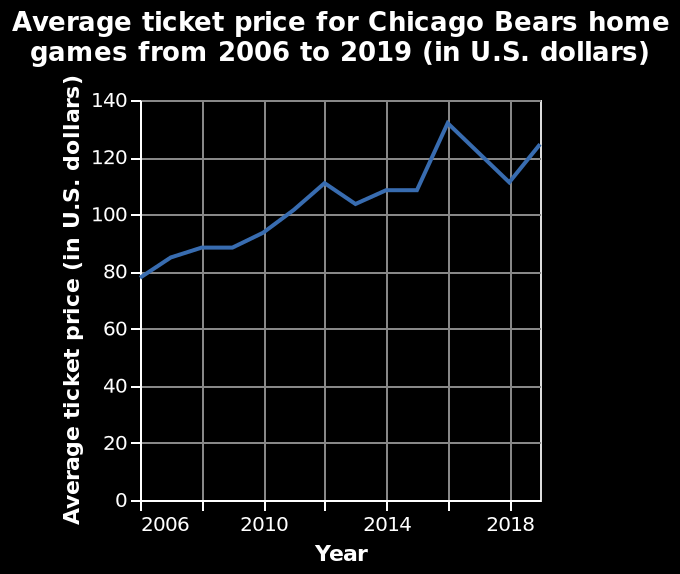 Average ticket price for Chicago Bears home
games from 2006 to 2019 (in U.S. dollars)
Average ticket price (in U.S. dollars)
140
120
100
80
60
40
20
0
2006 2010 2014 2018
Year